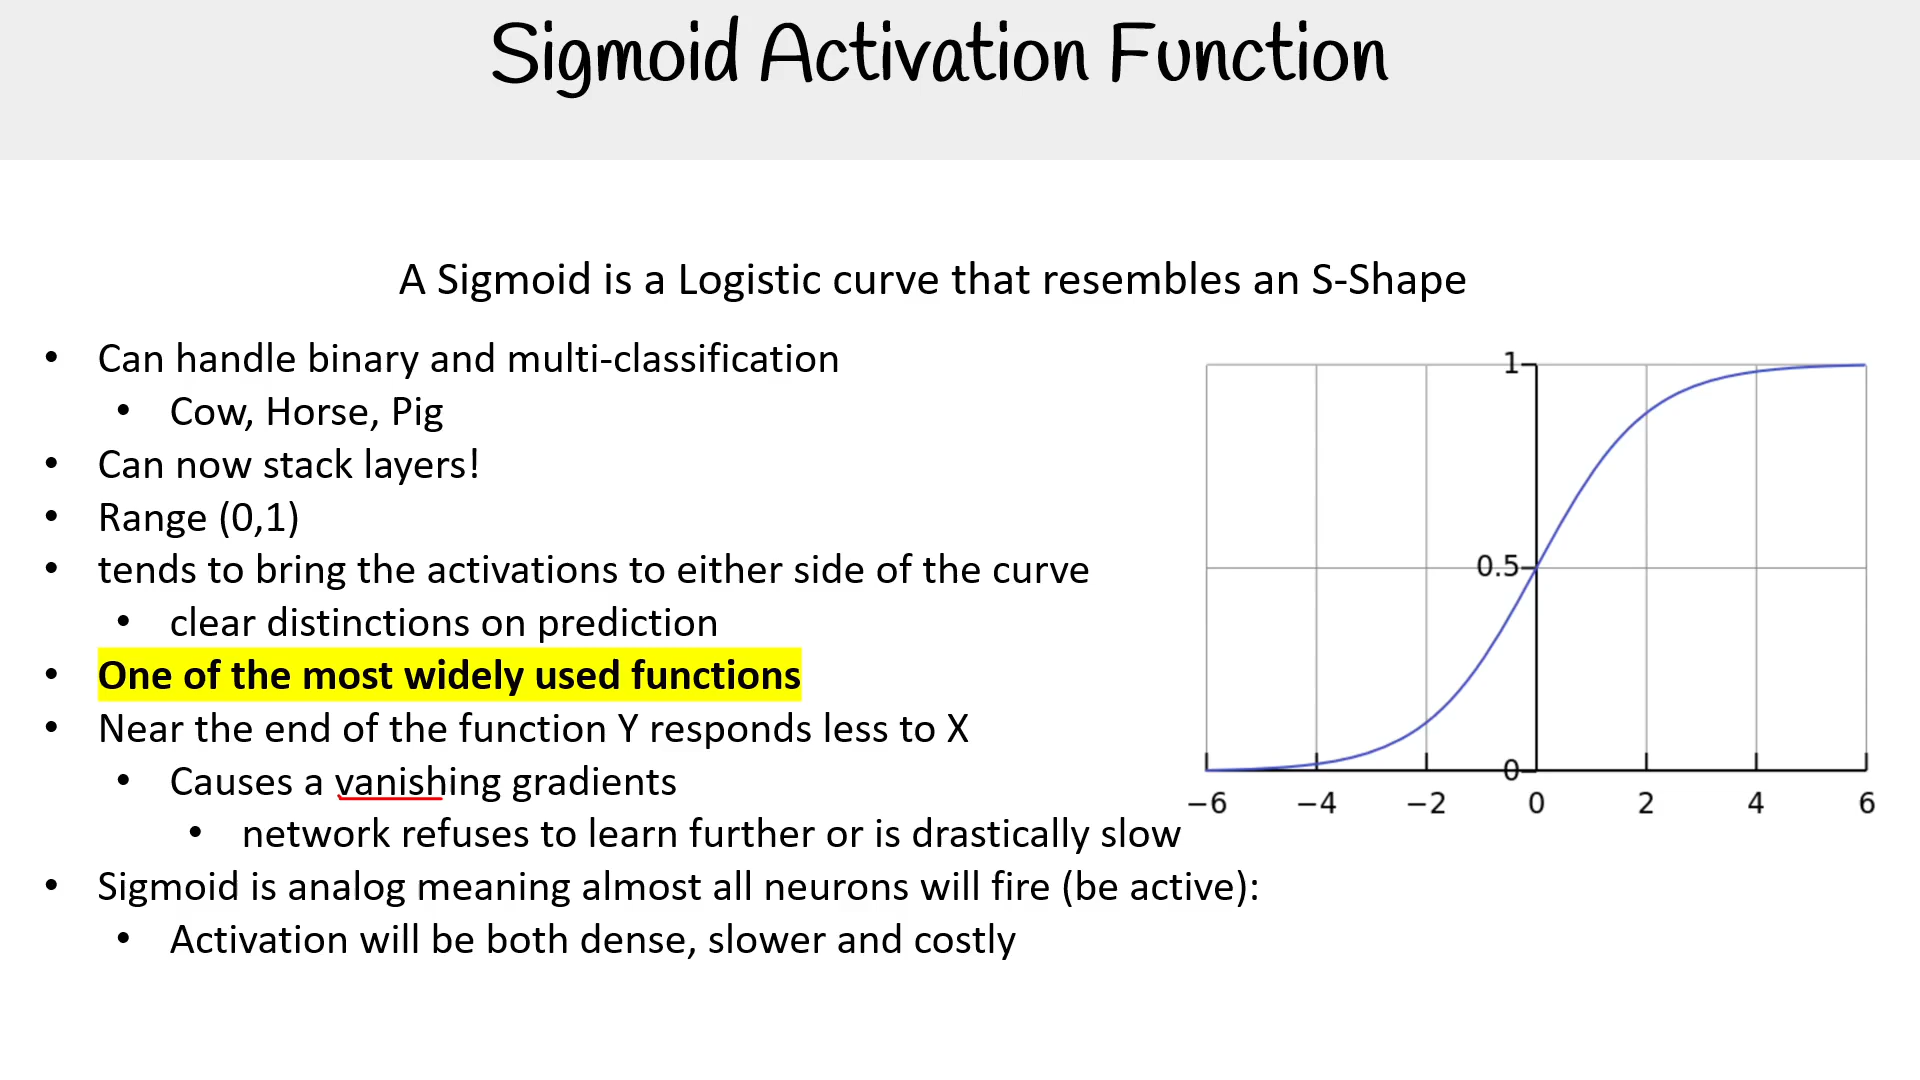 Sigmoid Activation Function
A Sigmoid is a Logistic curve that resembles an S-Shape
• Can handle binary and multi-classification
• Cow, Horse, Pig
• Can now stack layers!
• Range (0,1)
• tends to bring the activations to either side of the curve
• clear distinctions on prediction
• One of the most widely used functions
• Near the end of the function Y responds less to X
• Causes a vanishing gradients
• network refuses to learn further or is drastically slow
• Sigmoid is analog meaning almost all neurons will fire (be active):
• Activation will be both dense, slower and costly
1
0.5
0
−6 −4 −2 0 2 4 6